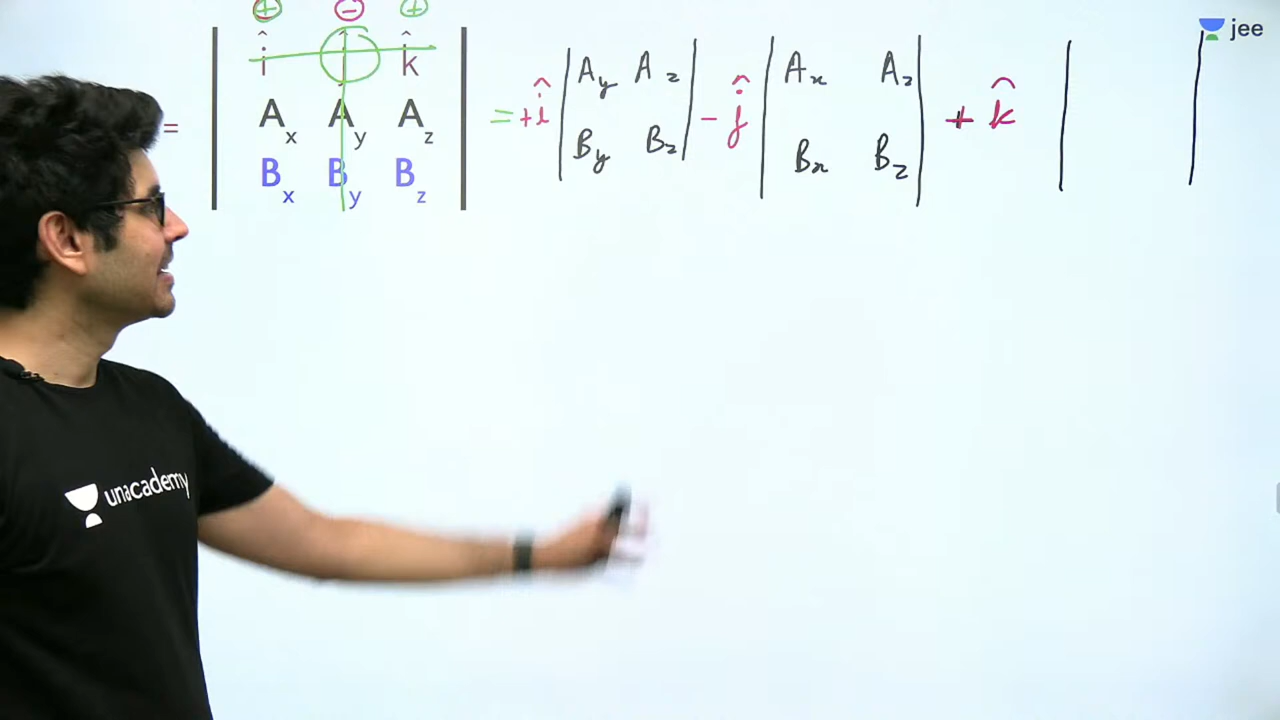 + − + jee
î ĵ k̂
= Ax Ay Az = +î | Ay Az | − ĵ | Ax Az | + k̂ | |
Bx By Bz | By Bz | | Bx Bz |
unacademy